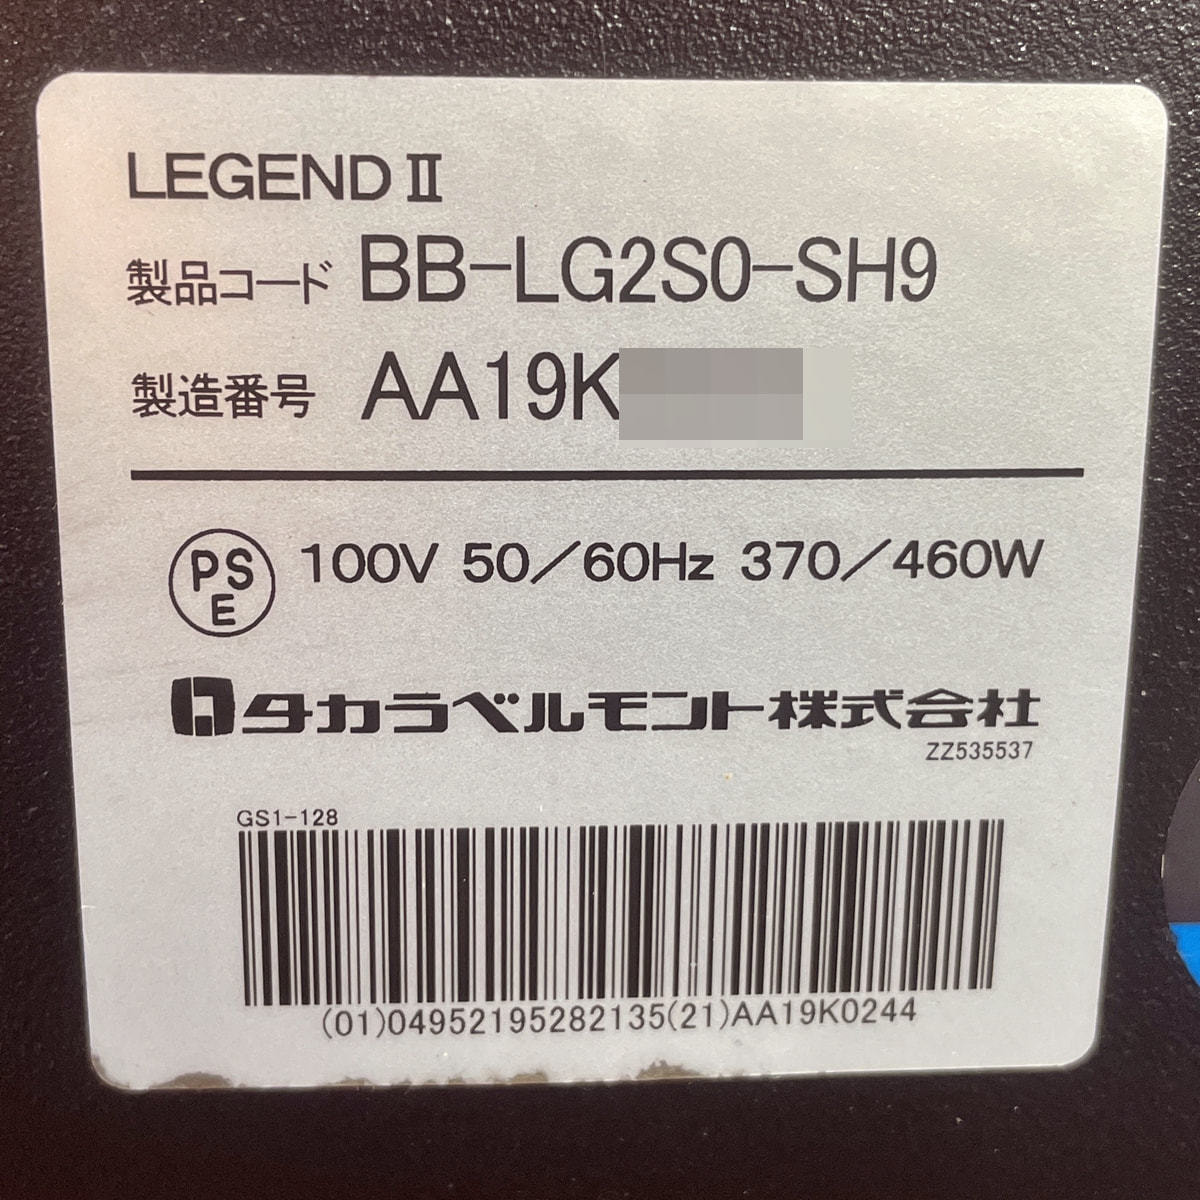 LEGEND Ⅱ
製品コード BB-LG2S0-SH9
製造番号 AA19K
PSE 100V 50/60Hz 370/460W
タカラベルモント株式会社
ZZ535537
GS1-128
(01)04952195282135(21)AA19K0244